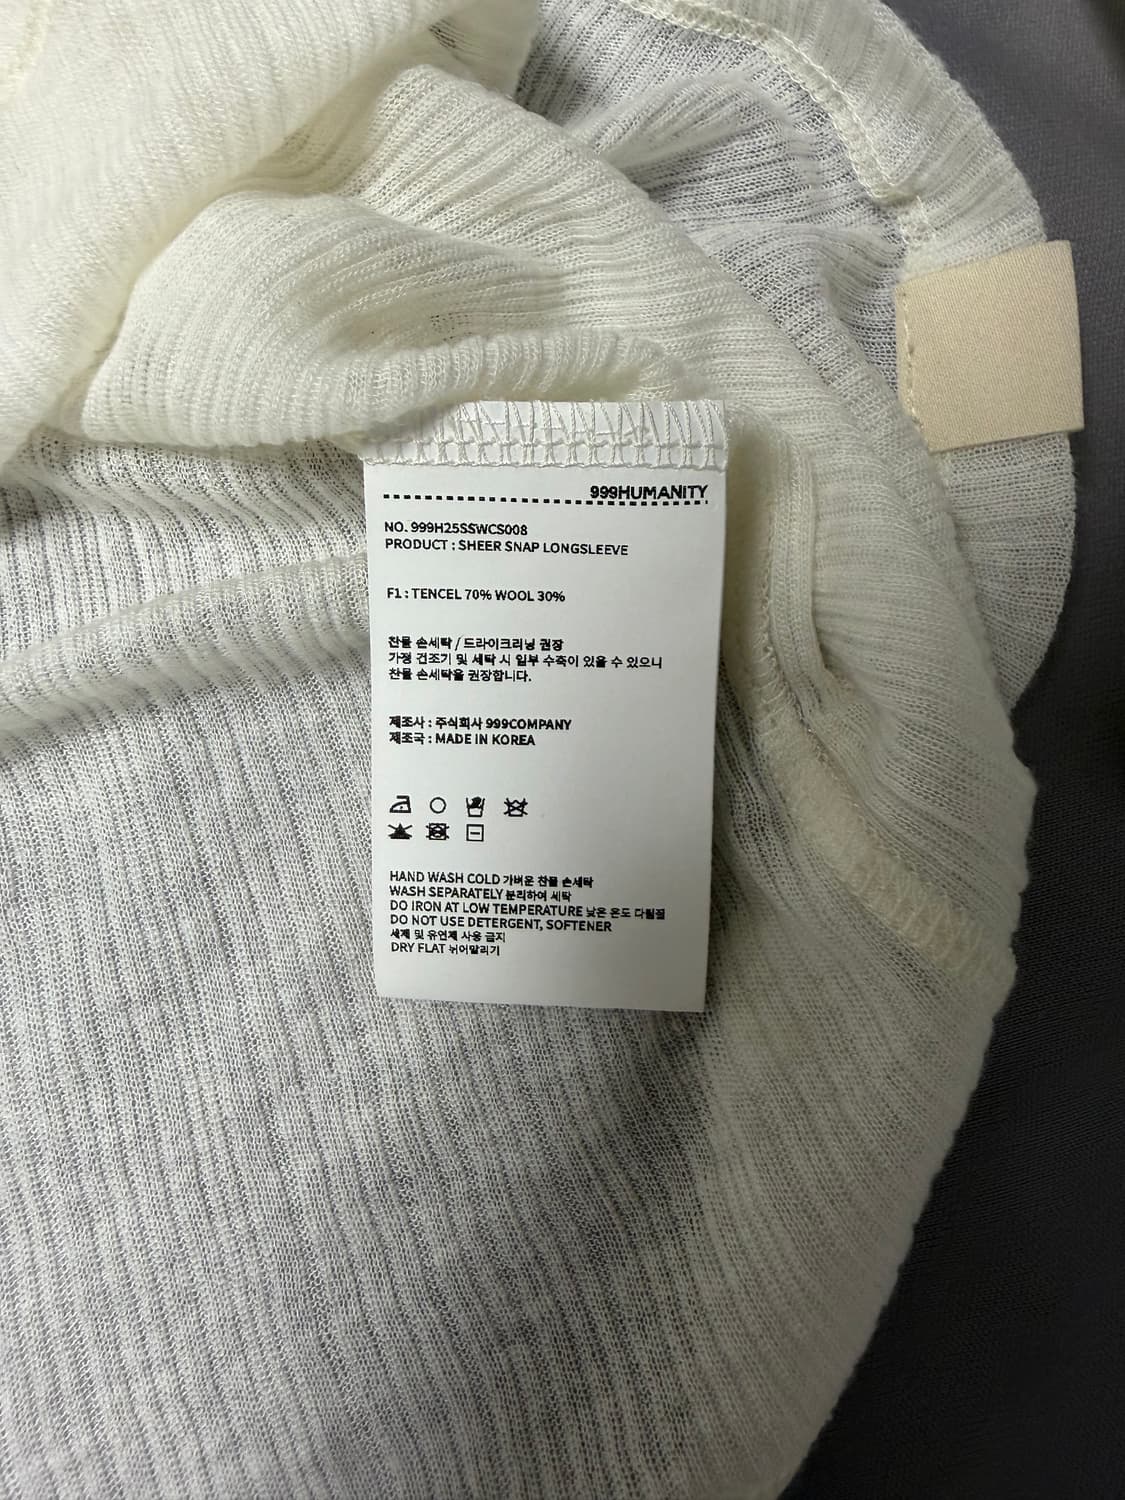 999HUMANITY
NO. 999H25SSWCS008
PRODUCT : SHEER SNAP LONGSLEEVE
F1 : TENCEL 70% WOOL 30%
찬물 손세탁 / 드라이크리닝 권장
가정 건조기 및 세탁 시 일부 수축이 있을 수 있으니
찬물 손세탁을 권장합니다.
제조사 : 주식회사 999COMPANY
제조국 : MADE IN KOREA
HAND WASH COLD 가벼운 찬물 손세탁
WASH SEPARATELY 분리하여 세탁
DO IRON AT LOW TEMPERATURE 낮은 온도 다림질
DO NOT USE DETERGENT, SOFTENER
세제 및 유연제 사용 금지
DRY FLAT 뉘어말리기